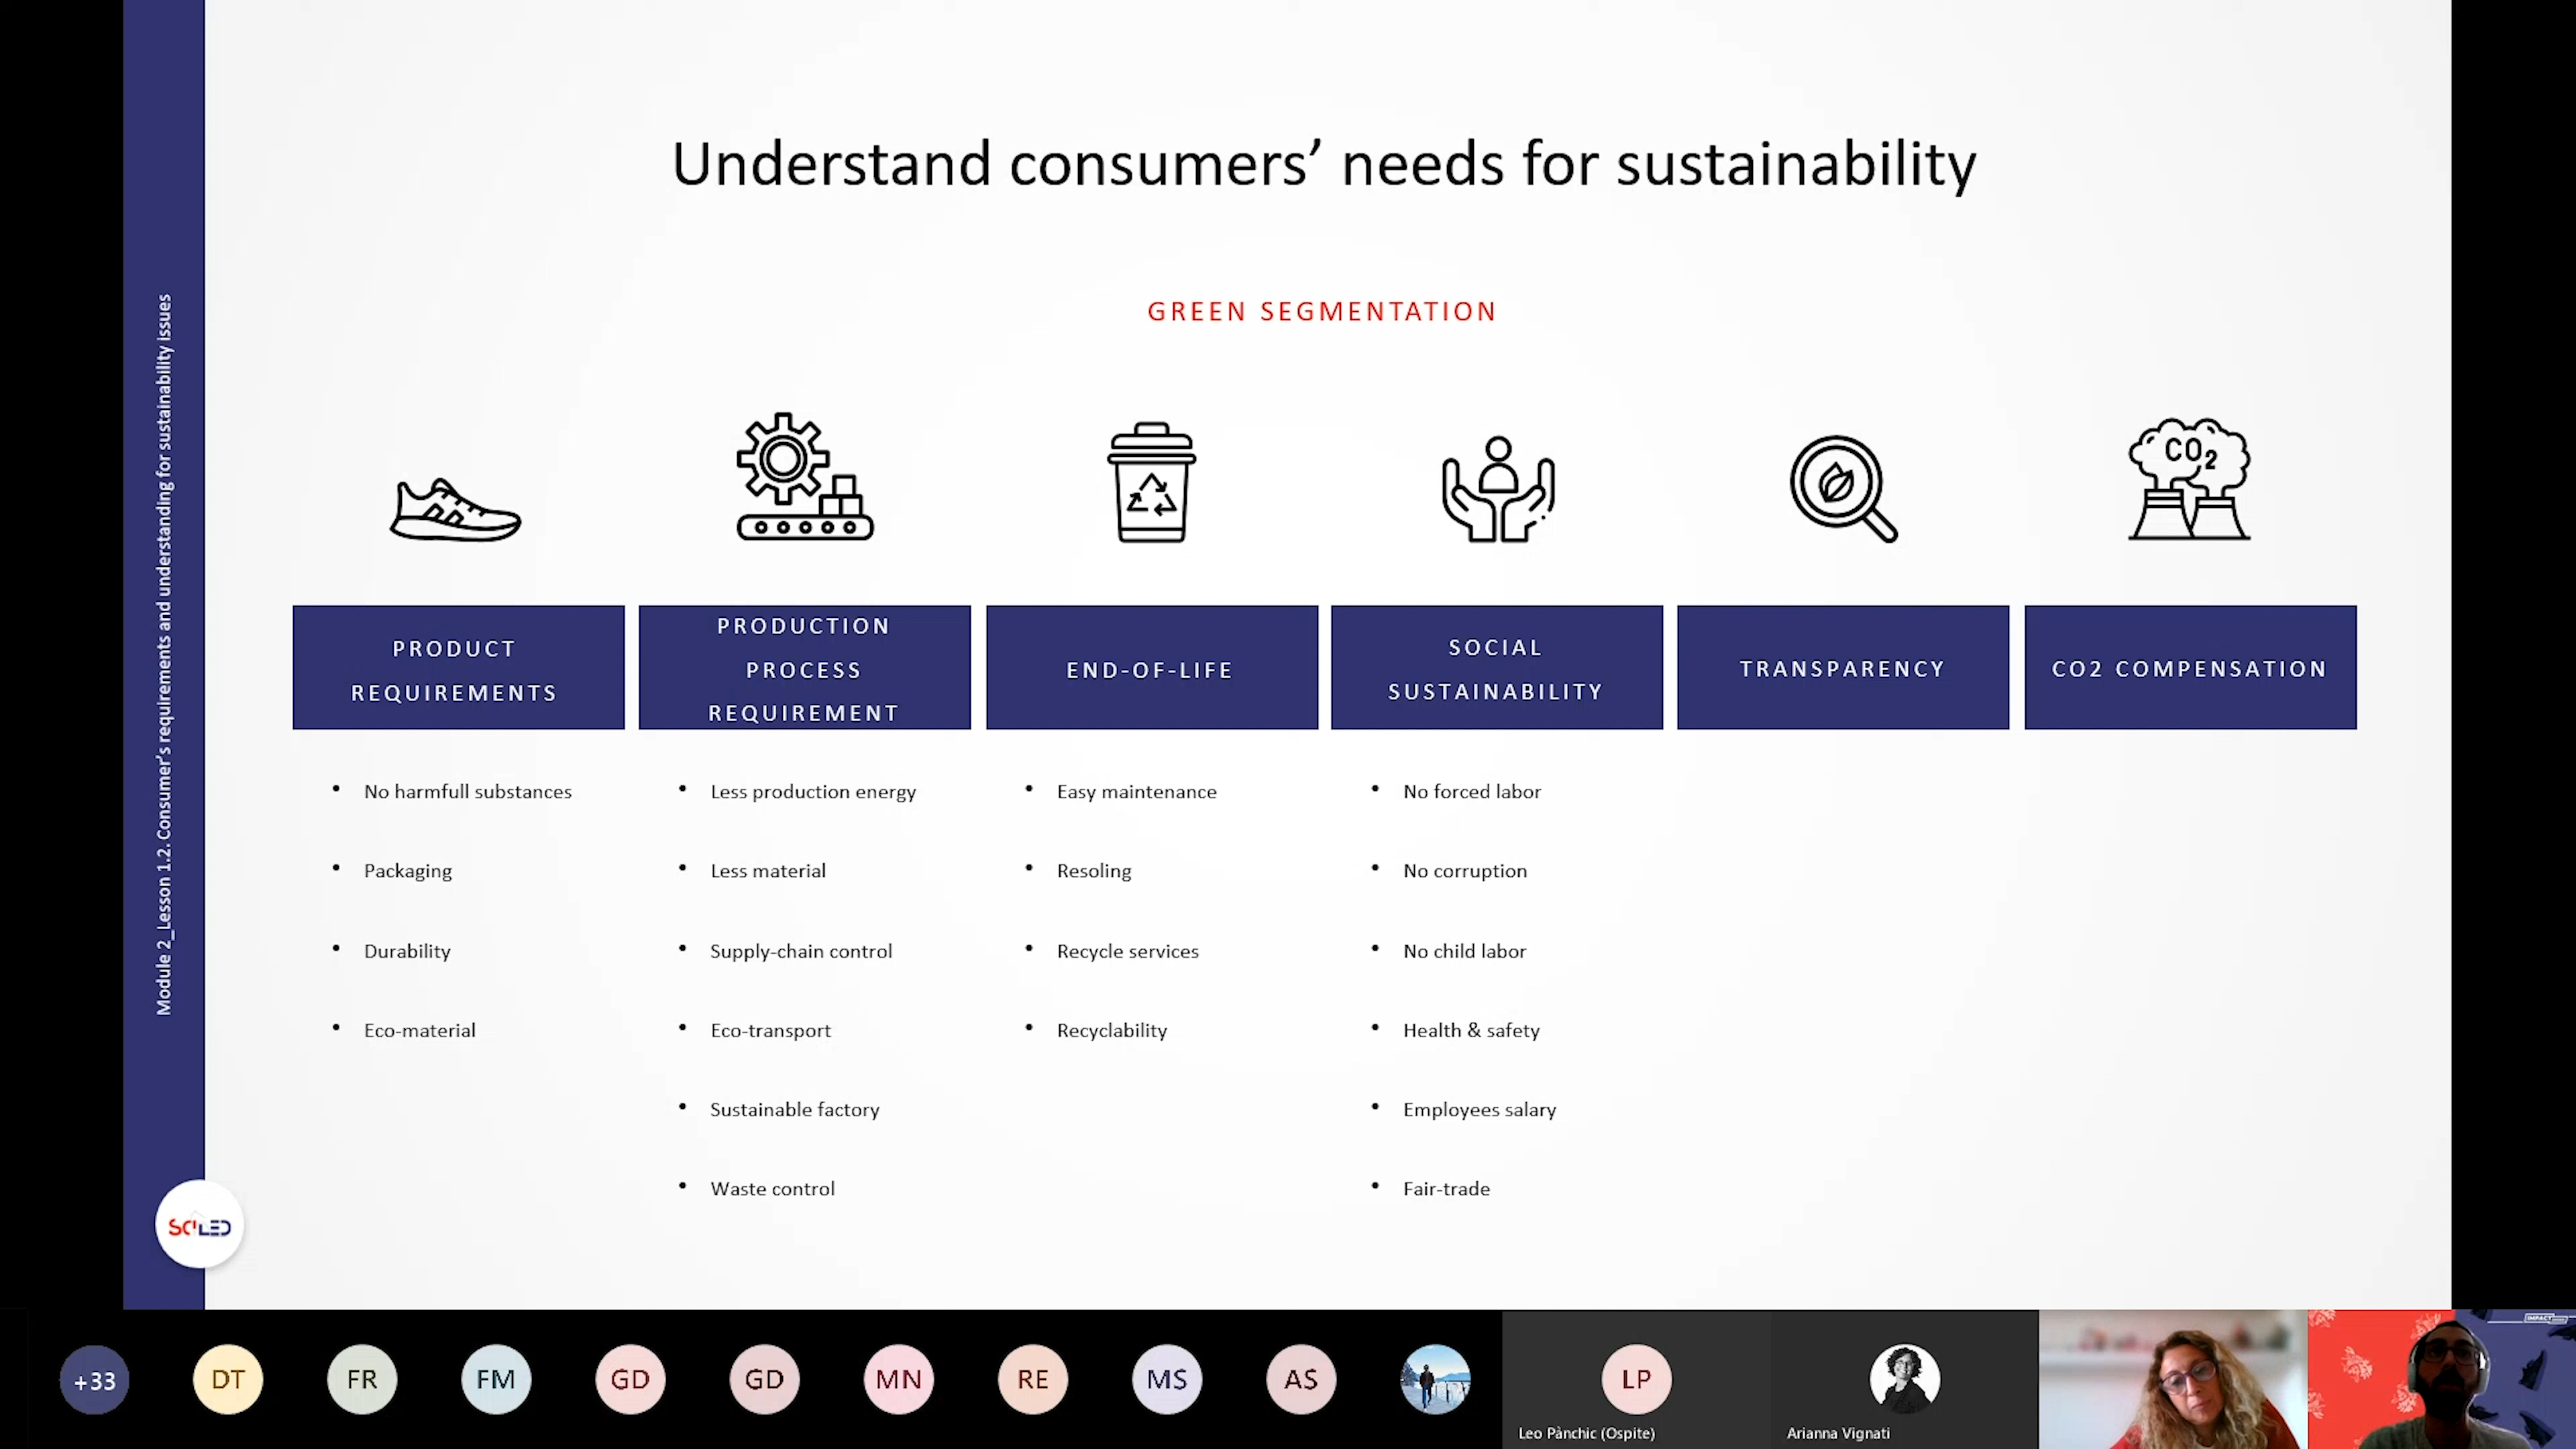 Understand consumers’ needs for sustainability
GREEN SEGMENTATION
CO2
PRODUCT
REQUIREMENTS
PRODUCTION
PROCESS
REQUIREMENT
END-OF-LIFE
SOCIAL
SUSTAINABILITY
TRANSPARENCY
CO2 COMPENSATION
• No harmfull substances
• Packaging
• Durability
• Eco-material
• Less production energy
• Less material
• Supply-chain control
• Eco-transport
• Sustainable factory
• Waste control
• Easy maintenance
• Resoling
• Recycle services
• Recyclability
• No forced labor
• No corruption
• No child labor
• Health & safety
• Employees salary
• Fair-trade
Module 2_Lesson 1.2. Consumer’s requirements and understanding for sustainability issues
SCILED
+33
DT
FR
FM
GD
GD
MN
RE
MS
AS
LP
Leo Pànchic (Ospite)
Arianna Vignati
IMPACT